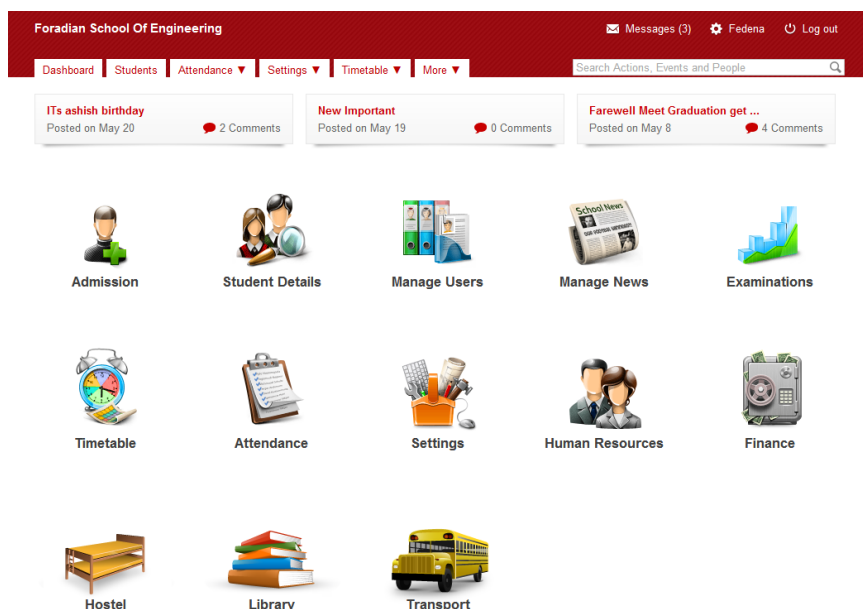 Foradian School Of Engineering
Messages (3) Fedena Log out
Dashboard Students Attendance ▼ Settings ▼ Timetable ▼ More ▼
Search Actions, Events and People
ITs ashish birthday
Posted on May 20 2 Comments
New Important
Posted on May 19 0 Comments
Farewell Meet Graduation get ...
Posted on May 8 4 Comments
School News
Admission Student Details Manage Users Manage News Examinations
Timetable Attendance Settings Human Resources Finance
Hostel Library Transport